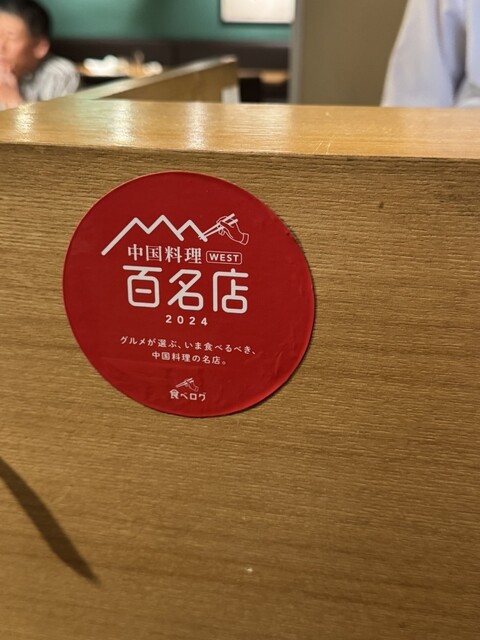 中国料理 WEST
百名店
2024
グルメが選ぶ、いま食べるべき、
中国料理の名店。
食べログ